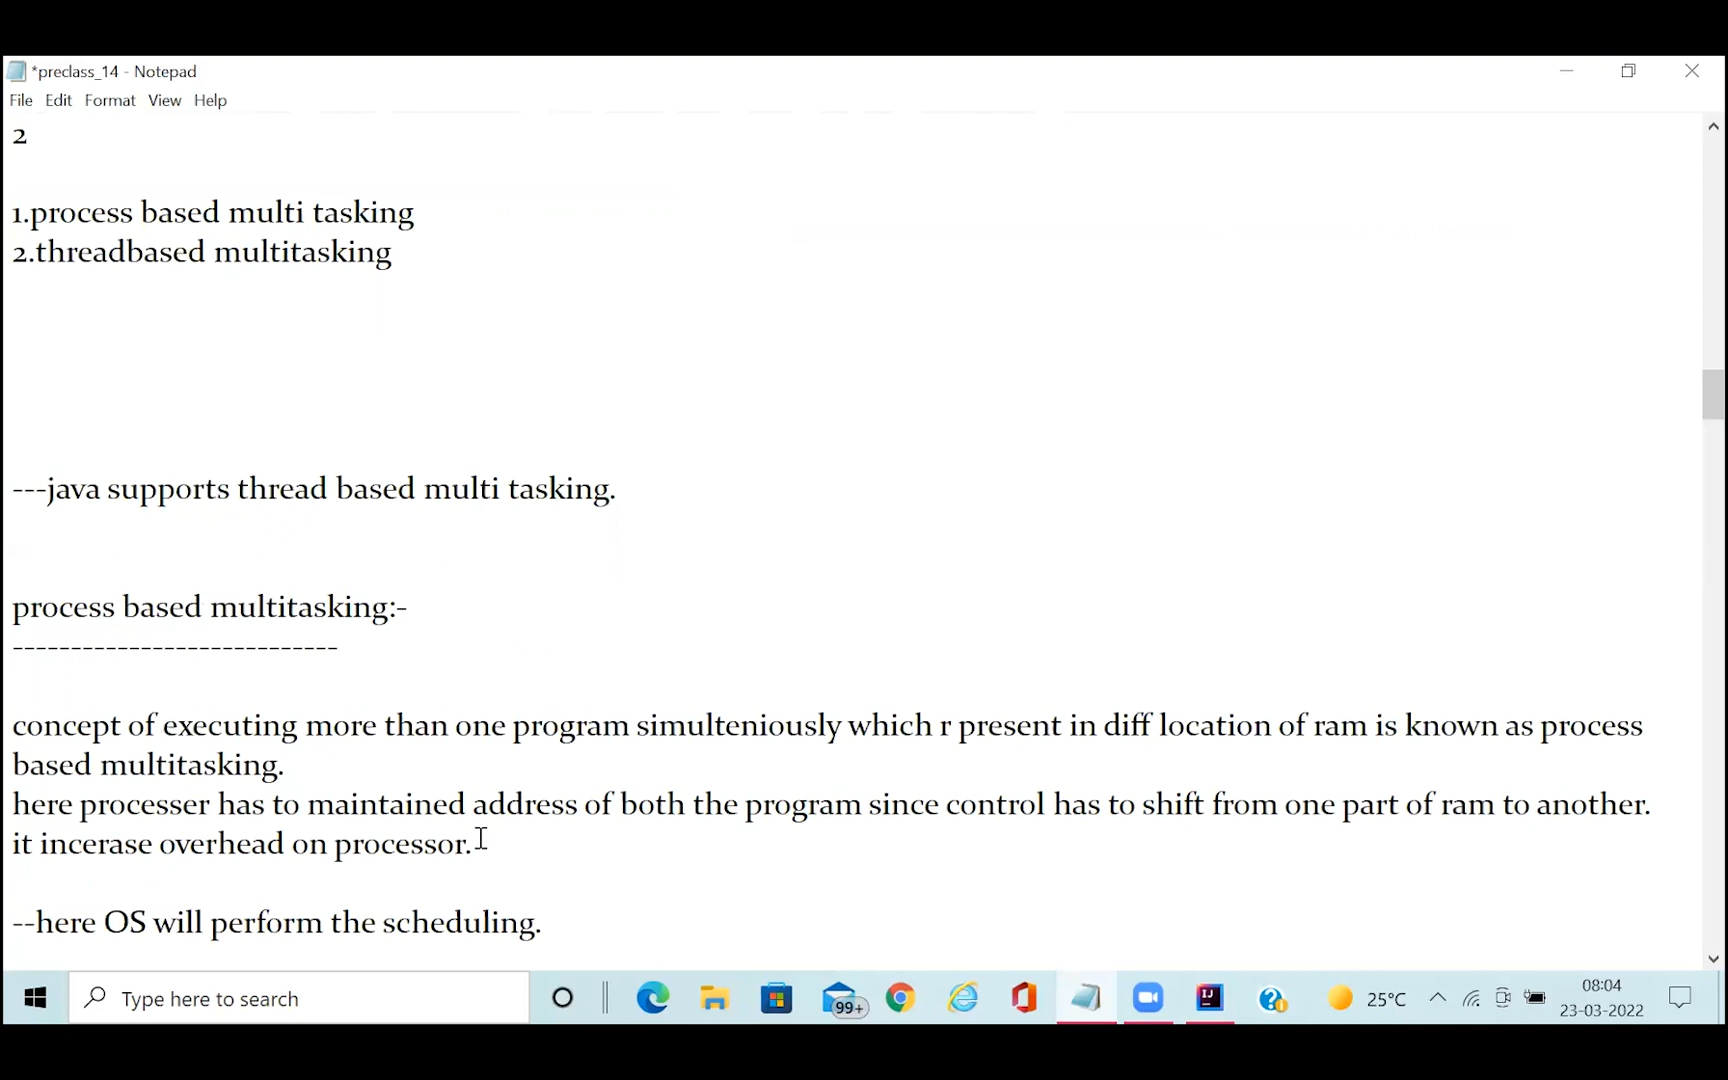 *preclass_14 - Notepad
File Edit Format View Help
2
1.process based multi tasking
2.threadbased multitasking
---java supports thread based multi tasking.
process based multitasking:-
----------------------------
concept of executing more than one program simulteniously which r present in diff location of ram is known as process
based multitasking.
here processer has to maintained address of both the program since control has to shift from one part of ram to another.
it incerase overhead on processor.
--here OS will perform the scheduling.
Type here to search
99+
IJ
25°C
08:04
23-03-2022